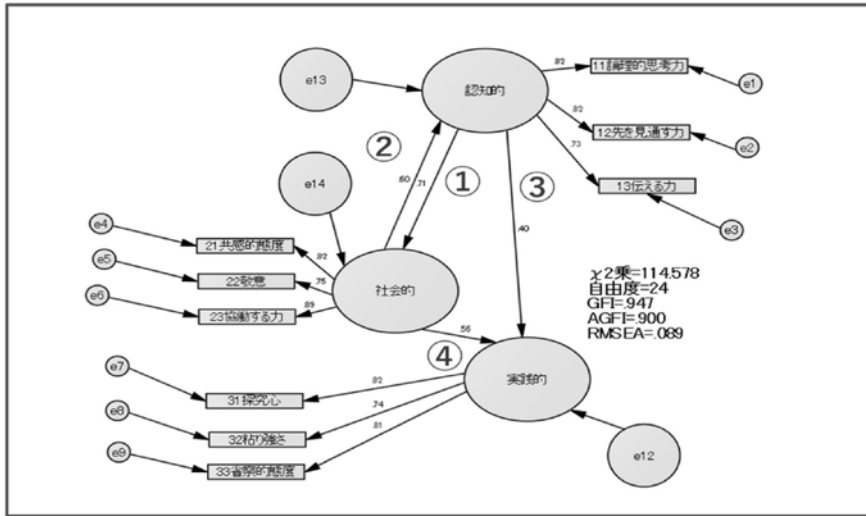 e13
認知的
.82
11論理的思考力
e1
.82
12先を見通す力
e2
.73
13伝える力
e3
②
①
③
.60
.71
.40
e14
e4
21共感的態度
.82
e5
22敬意
.75
e6
23協働する力
.89
社会的
χ2乗=114.578
自由度=24
GFI=.947
AGFI=.900
RMSEA=.089
.56
④
実践的
e7
31探究心
.82
e8
32粘り強さ
.74
e9
33省察的態度
.81
e12